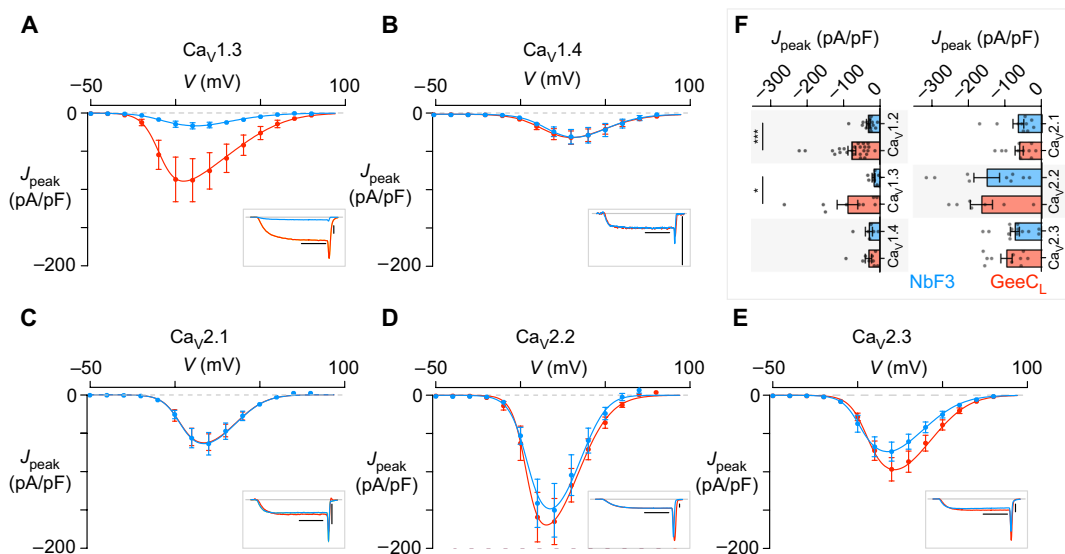 A
CaV1.3
V (mV)
−50
100
0
Jpeak
(pA/pF)
−200
B
CaV1.4
V (mV)
−50
100
0
Jpeak
(pA/pF)
−200
F
Jpeak (pA/pF)
−300
−200
−100
0
***
CaV1.2
*
CaV1.3
CaV1.4
Jpeak (pA/pF)
−300
−200
−100
0
CaV2.1
CaV2.2
CaV2.3
NbF3
GeeCL
C
CaV2.1
V (mV)
−50
100
0
Jpeak
(pA/pF)
−200
D
CaV2.2
V (mV)
−50
100
0
Jpeak
(pA/pF)
−200
E
CaV2.3
V (mV)
−50
100
0
Jpeak
(pA/pF)
−200